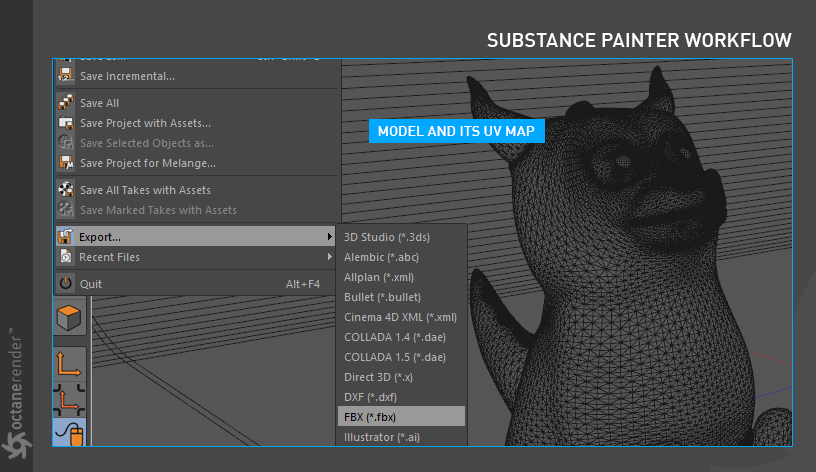 SUBSTANCE PAINTER WORKFLOW
Save Incremental...
Save All
Save Project with Assets...
Save Selected Objects as...
Save Project for Melange...
Save All Takes with Assets
Save Marked Takes with Assets
Export...
Recent Files
Quit Alt+F4
MODEL AND ITS UV MAP
3D Studio (*.3ds)
Alembic (*.abc)
Allplan (*.xml)
Bullet (*.bullet)
Cinema 4D XML (*.xml)
COLLADA 1.4 (*.dae)
COLLADA 1.5 (*.dae)
Direct 3D (*.x)
DXF (*.dxf)
FBX (*.fbx)
Illustrator (*.ai)
octanerender™